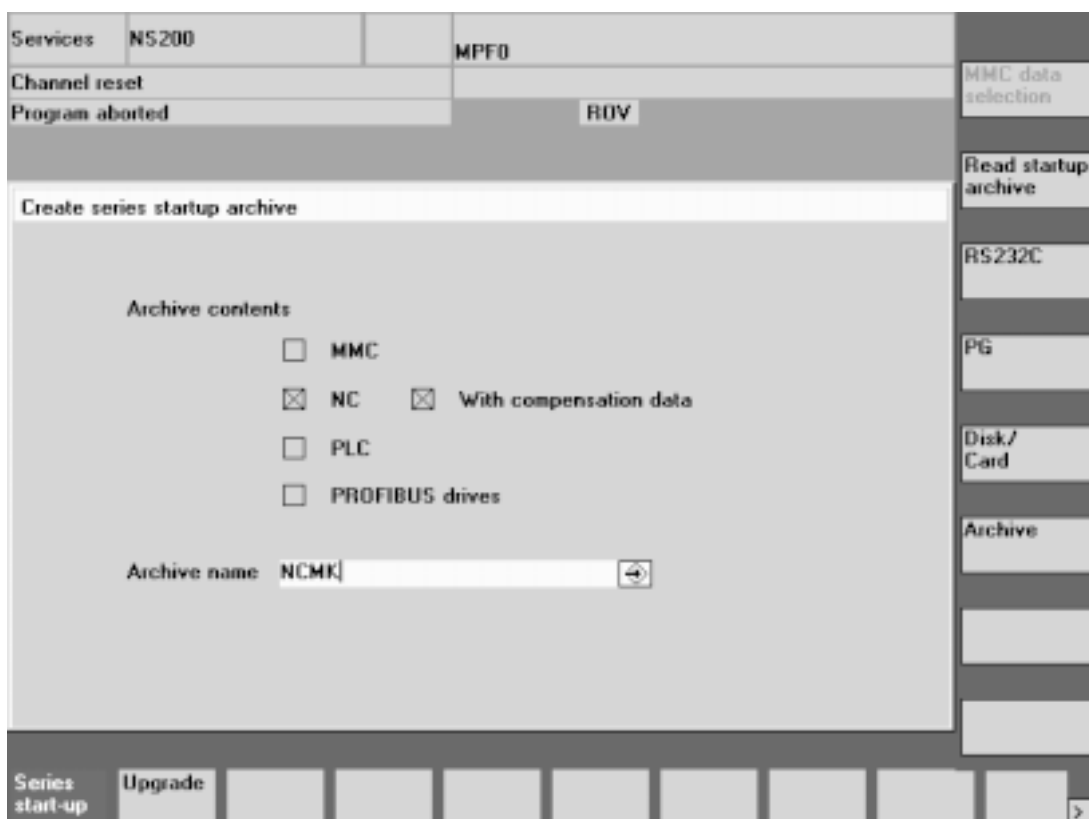 Services NS200
MPF0
Channel reset
Program aborted ROV
Create series startup archive
Archive contents
MMC
NC With compensation data
PLC
PROFIBUS drives
Archive name NCMK
MMC data
selection
Read startup
archive
RS232C
PG
Disk/
Card
Archive
Series
start-up
Upgrade
>